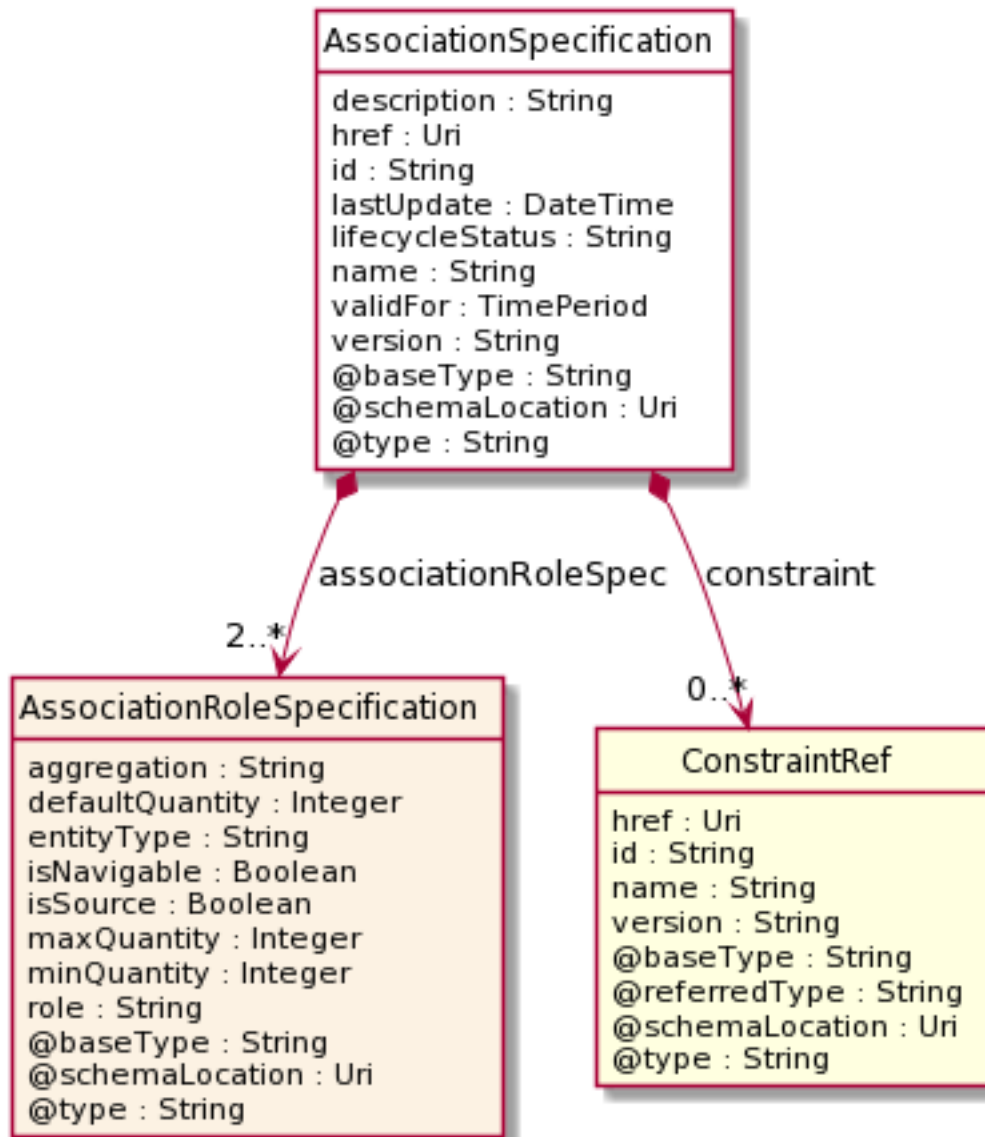 AssociationSpecification
description : String
href : Uri
id : String
lastUpdate : DateTime
lifecycleStatus : String
name : String
validFor : TimePeriod
version : String
@baseType : String
@schemaLocation : Uri
@type : String
associationRoleSpec
constraint
2..*
0..*
AssociationRoleSpecification
aggregation : String
defaultQuantity : Integer
entityType : String
isNavigable : Boolean
isSource : Boolean
maxQuantity : Integer
minQuantity : Integer
role : String
@baseType : String
@schemaLocation : Uri
@type : String
ConstraintRef
href : Uri
id : String
name : String
version : String
@baseType : String
@referredType : String
@schemaLocation : Uri
@type : String